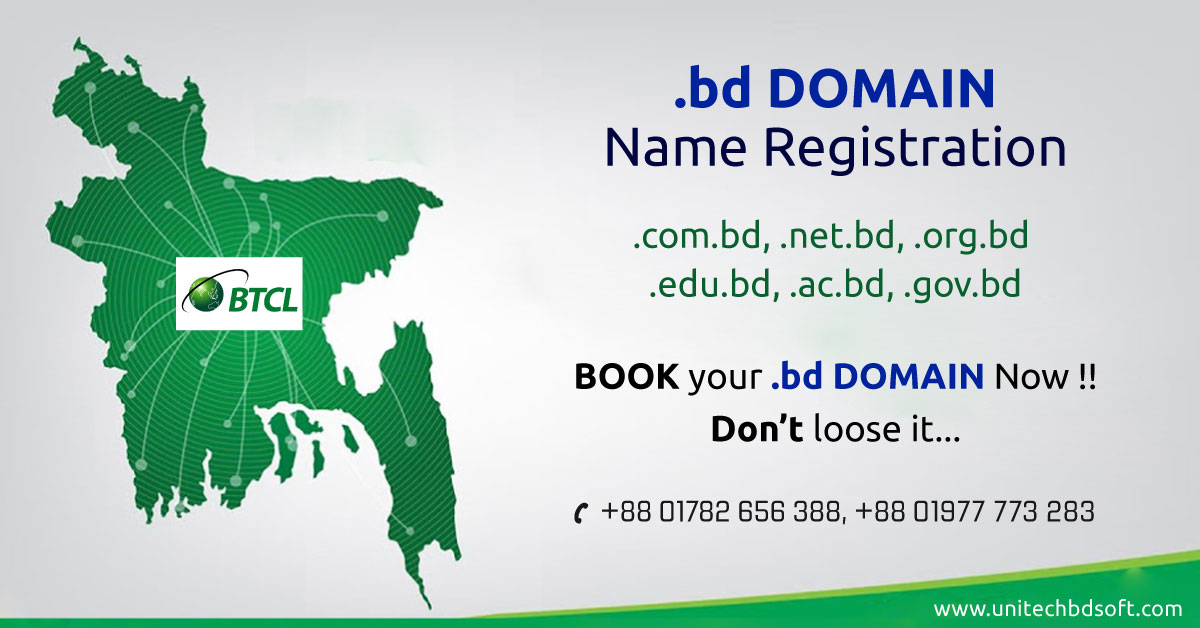 .bd DOMAIN
Name Registration
.com.bd, .net.bd, .org.bd
.edu.bd, .ac.bd, .gov.bd
BTCL
BOOK your .bd DOMAIN Now !!
Don’t loose it...
+88 01782 656 388, +88 01977 773 283
www.unitechbdsoft.com